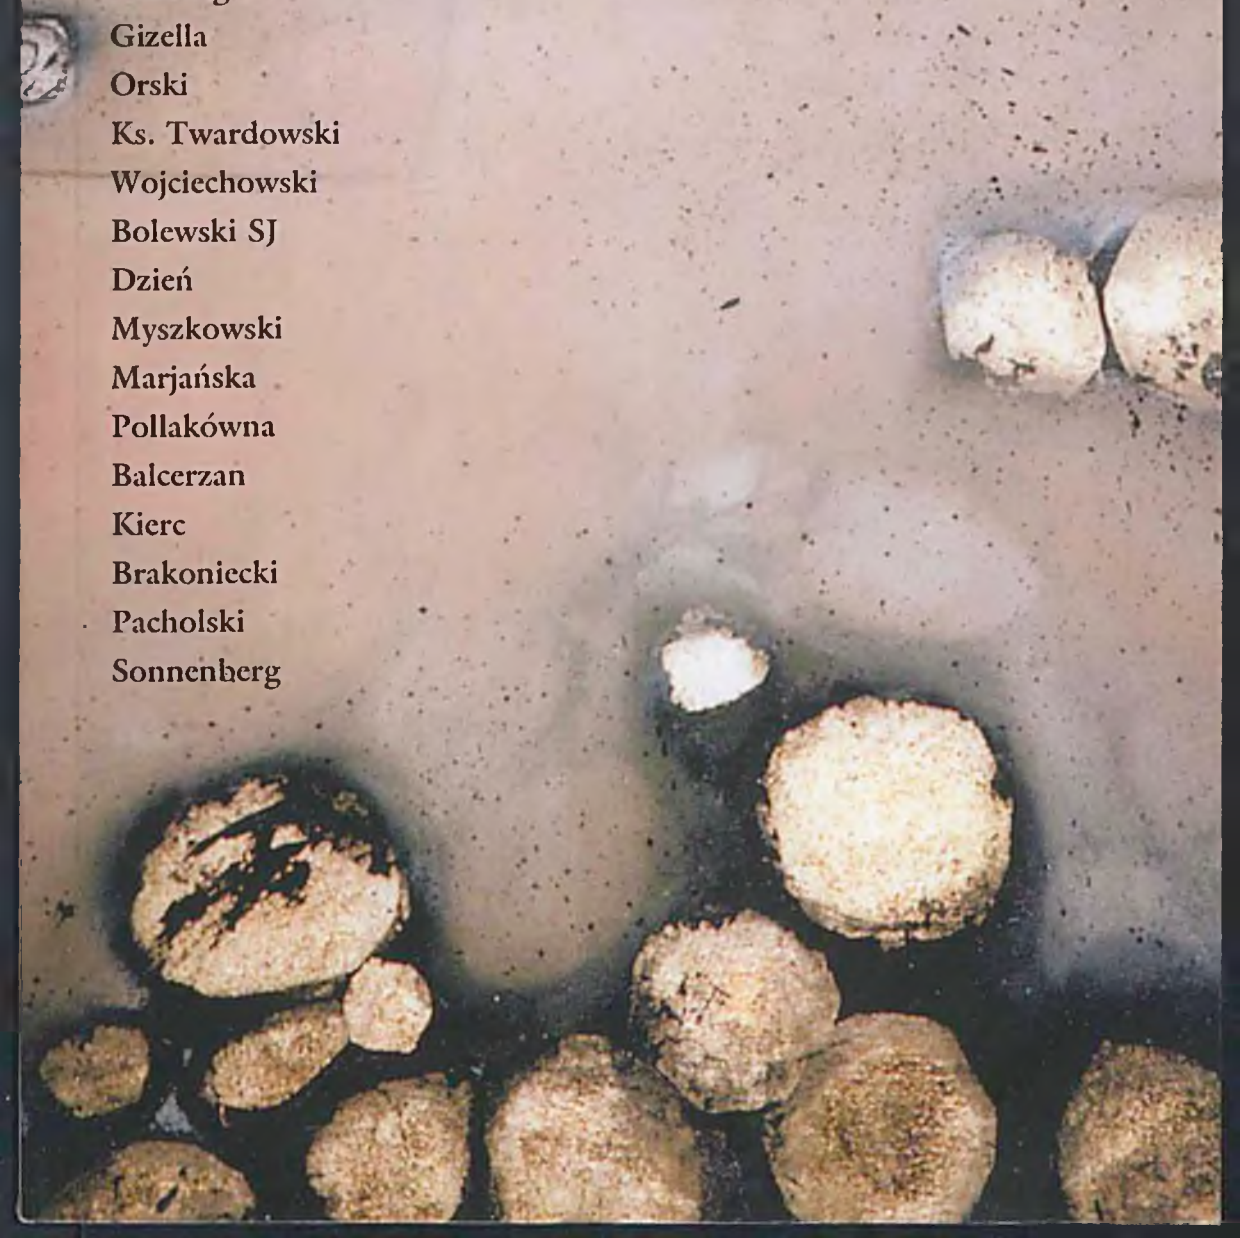 Gizella
Orski
Ks. Twardowski
Wojciechowski
Bolewski SJ
Dzień
Myszkowski
Marjańska
Pollakówna
Balcerzan
Kierc
Brakoniecki
Pacholski
Sonnenberg